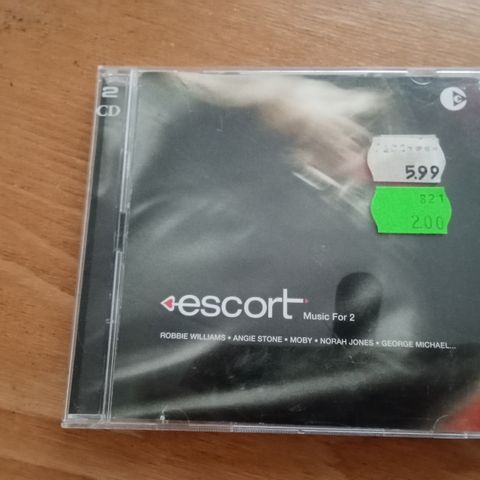 2
CD
5.99
821
2.00
escort
Music For 2
ROBBIE WILLIAMS • ANGIE STONE • MOBY • NORAH JONES • GEORGE MICHAEL...